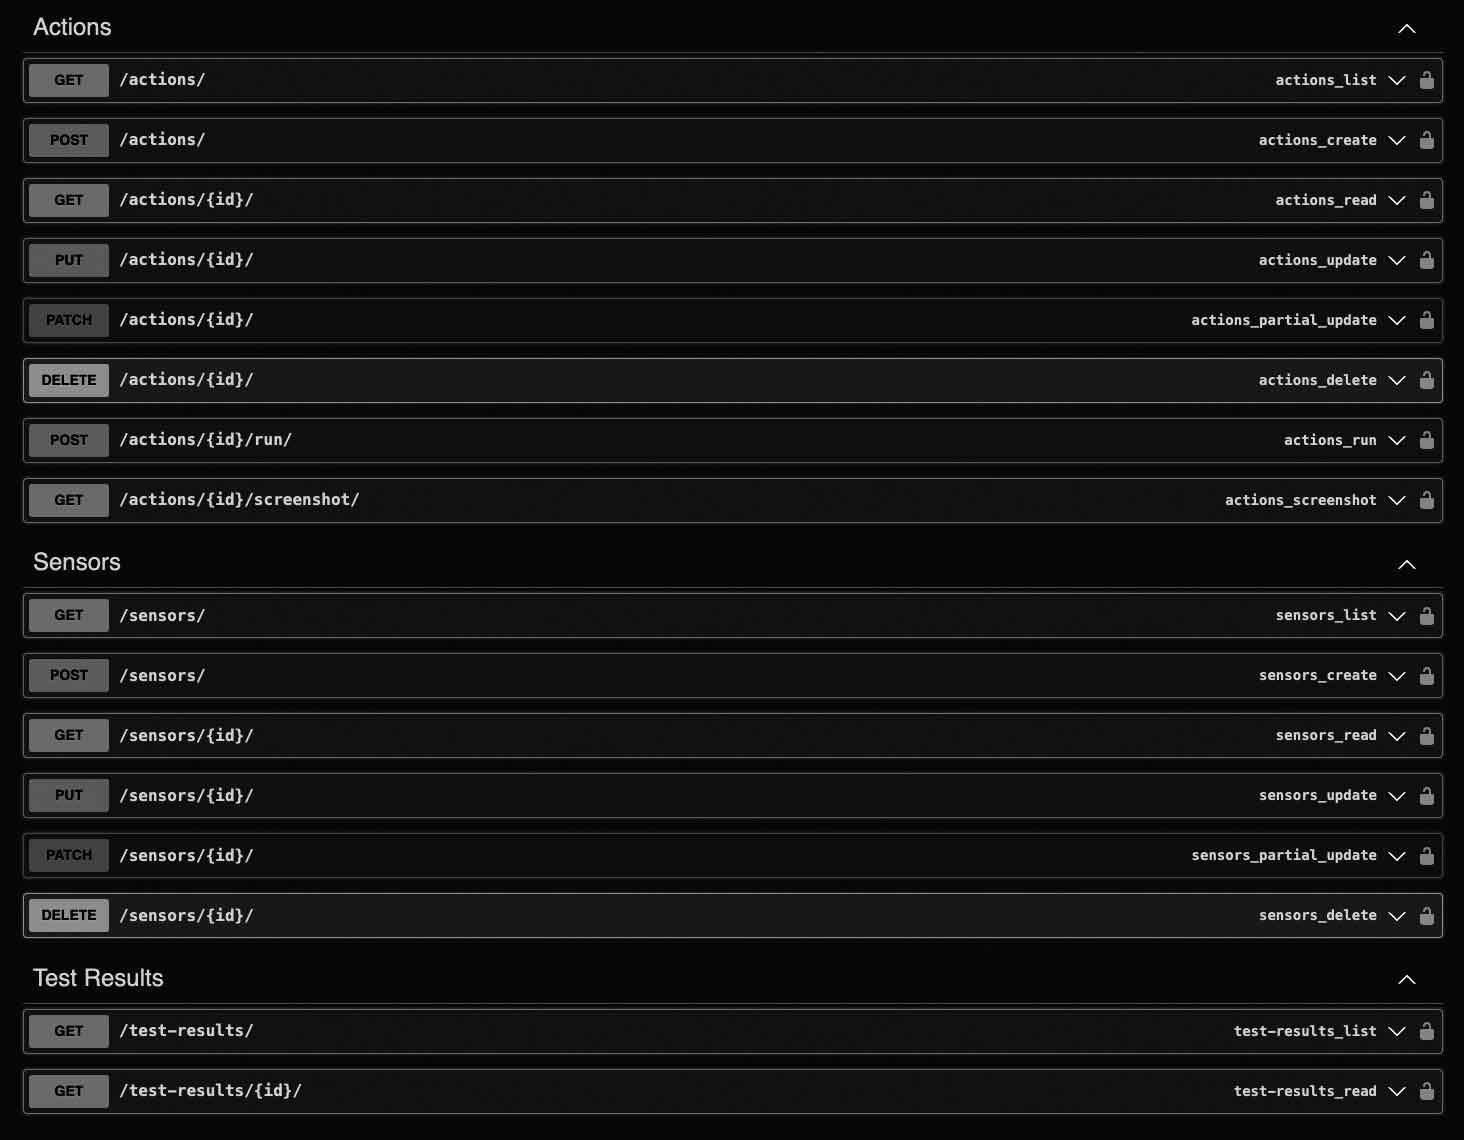 Actions
GET /actions/ actions_list
POST /actions/ actions_create
GET /actions/{id}/ actions_read
PUT /actions/{id}/ actions_update
PATCH /actions/{id}/ actions_partial_update
DELETE /actions/{id}/ actions_delete
POST /actions/{id}/run/ actions_run
GET /actions/{id}/screenshot/ actions_screenshot
Sensors
GET /sensors/ sensors_list
POST /sensors/ sensors_create
GET /sensors/{id}/ sensors_read
PUT /sensors/{id}/ sensors_update
PATCH /sensors/{id}/ sensors_partial_update
DELETE /sensors/{id}/ sensors_delete
Test Results
GET /test-results/ test-results_list
GET /test-results/{id}/ test-results_read